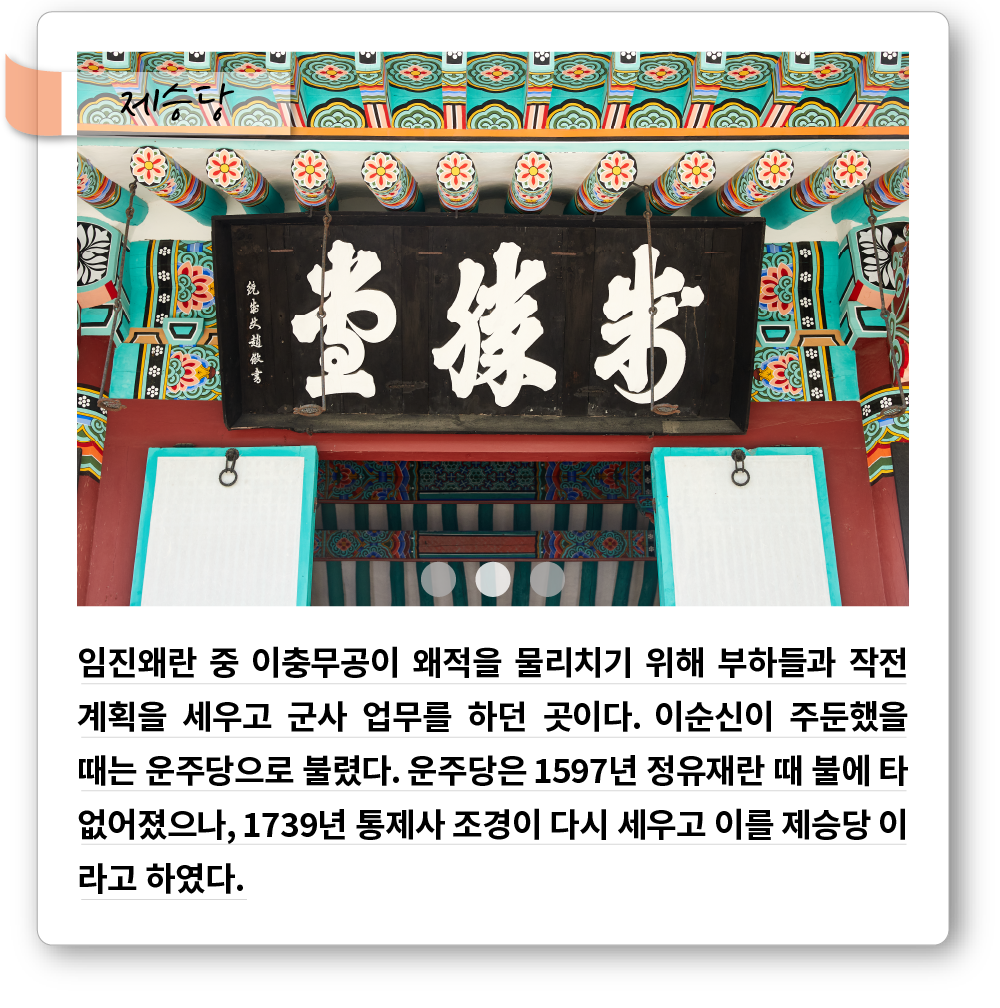 제승당
制勝堂
統制使趙儆書
임진왜란 중 이충무공이 왜적을 물리치기 위해 부하들과 작전
계획을 세우고 군사 업무를 하던 곳이다. 이순신이 주둔했을
때는 운주당으로 불렸다. 운주당은 1597년 정유재란 때 불에 타
없어졌으나, 1739년 통제사 조경이 다시 세우고 이를 제승당 이
라고 하였다.